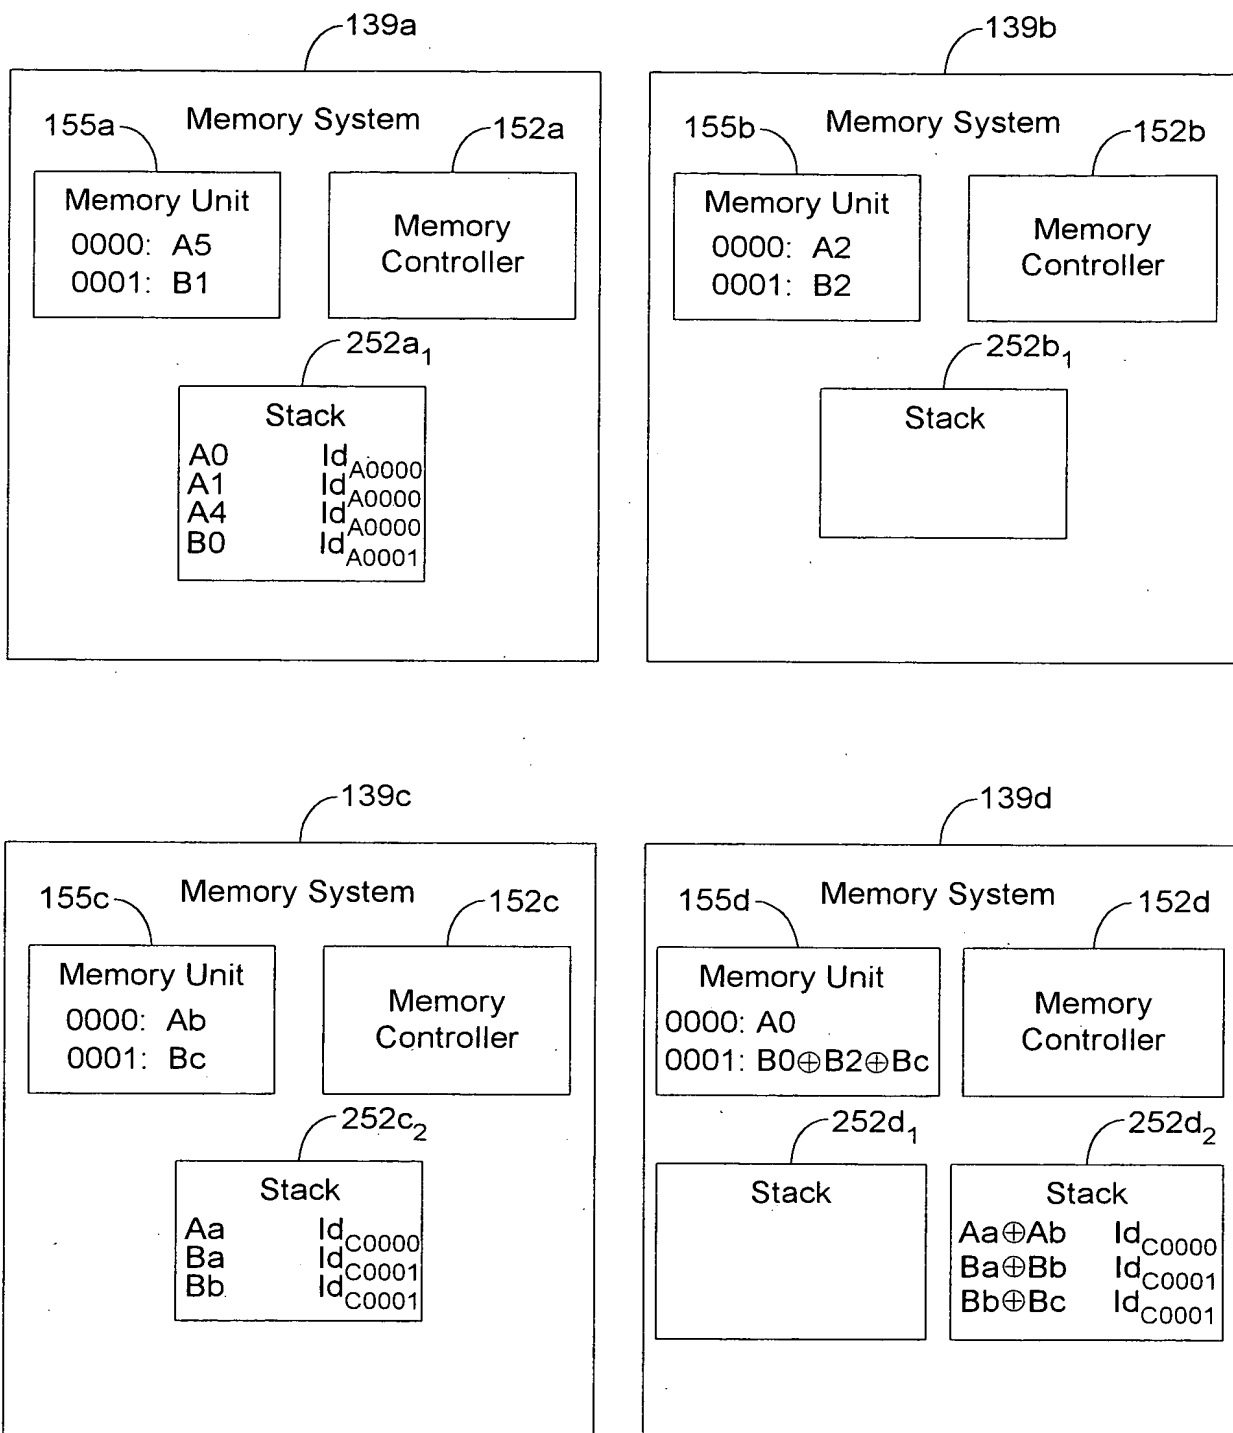 139a
Memory System
155a
152a
Memory Unit
0000: A5
0001: B1
Memory
Controller
252a1
Stack
A0 IdA0000
A1 IdA0000
A4 IdA0000
B0 IdA0001
139b
Memory System
155b
152b
Memory Unit
0000: A2
0001: B2
Memory
Controller
252b1
Stack
139c
Memory System
155c
152c
Memory Unit
0000: Ab
0001: Bc
Memory
Controller
252c2
Stack
Aa IdC0000
Ba IdC0001
Bb IdC0001
139d
Memory System
155d
152d
Memory Unit
0000: A0
0001: B0⊕B2⊕Bc
Memory
Controller
252d1
Stack
252d2
Stack
Aa⊕Ab IdC0000
Ba⊕Bb IdC0001
Bb⊕Bc IdC0001